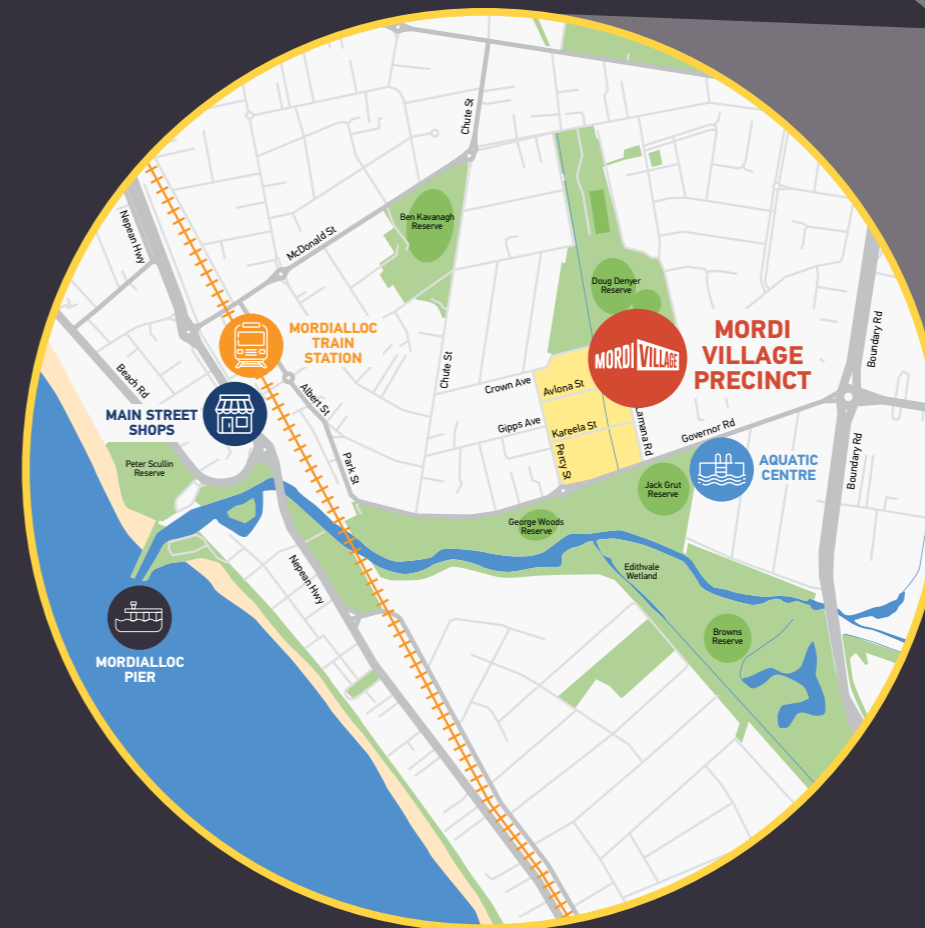 Chute St
Nepean Hwy
McDonald St
Ben Kavanagh
Reserve
Doug Denyer
Reserve
MORDIALLOC
TRAIN
STATION
MORDI VILLAGE
MORDI
VILLAGE
PRECINCT
Boundary Rd
Beach Rd
Chute St
Crown Ave
Avlona St
Albert St
MAIN STREET
SHOPS
Gipps Ave
Kareela St
Lamana Rd
Governor Rd
Percy St
Park St
Peter Scullin
Reserve
AQUATIC
CENTRE
Boundary Rd
Jack Grut
Reserve
George Woods
Reserve
Nepean Hwy
Edithvale
Wetland
Browns
Reserve
MORDIALLOC
PIER